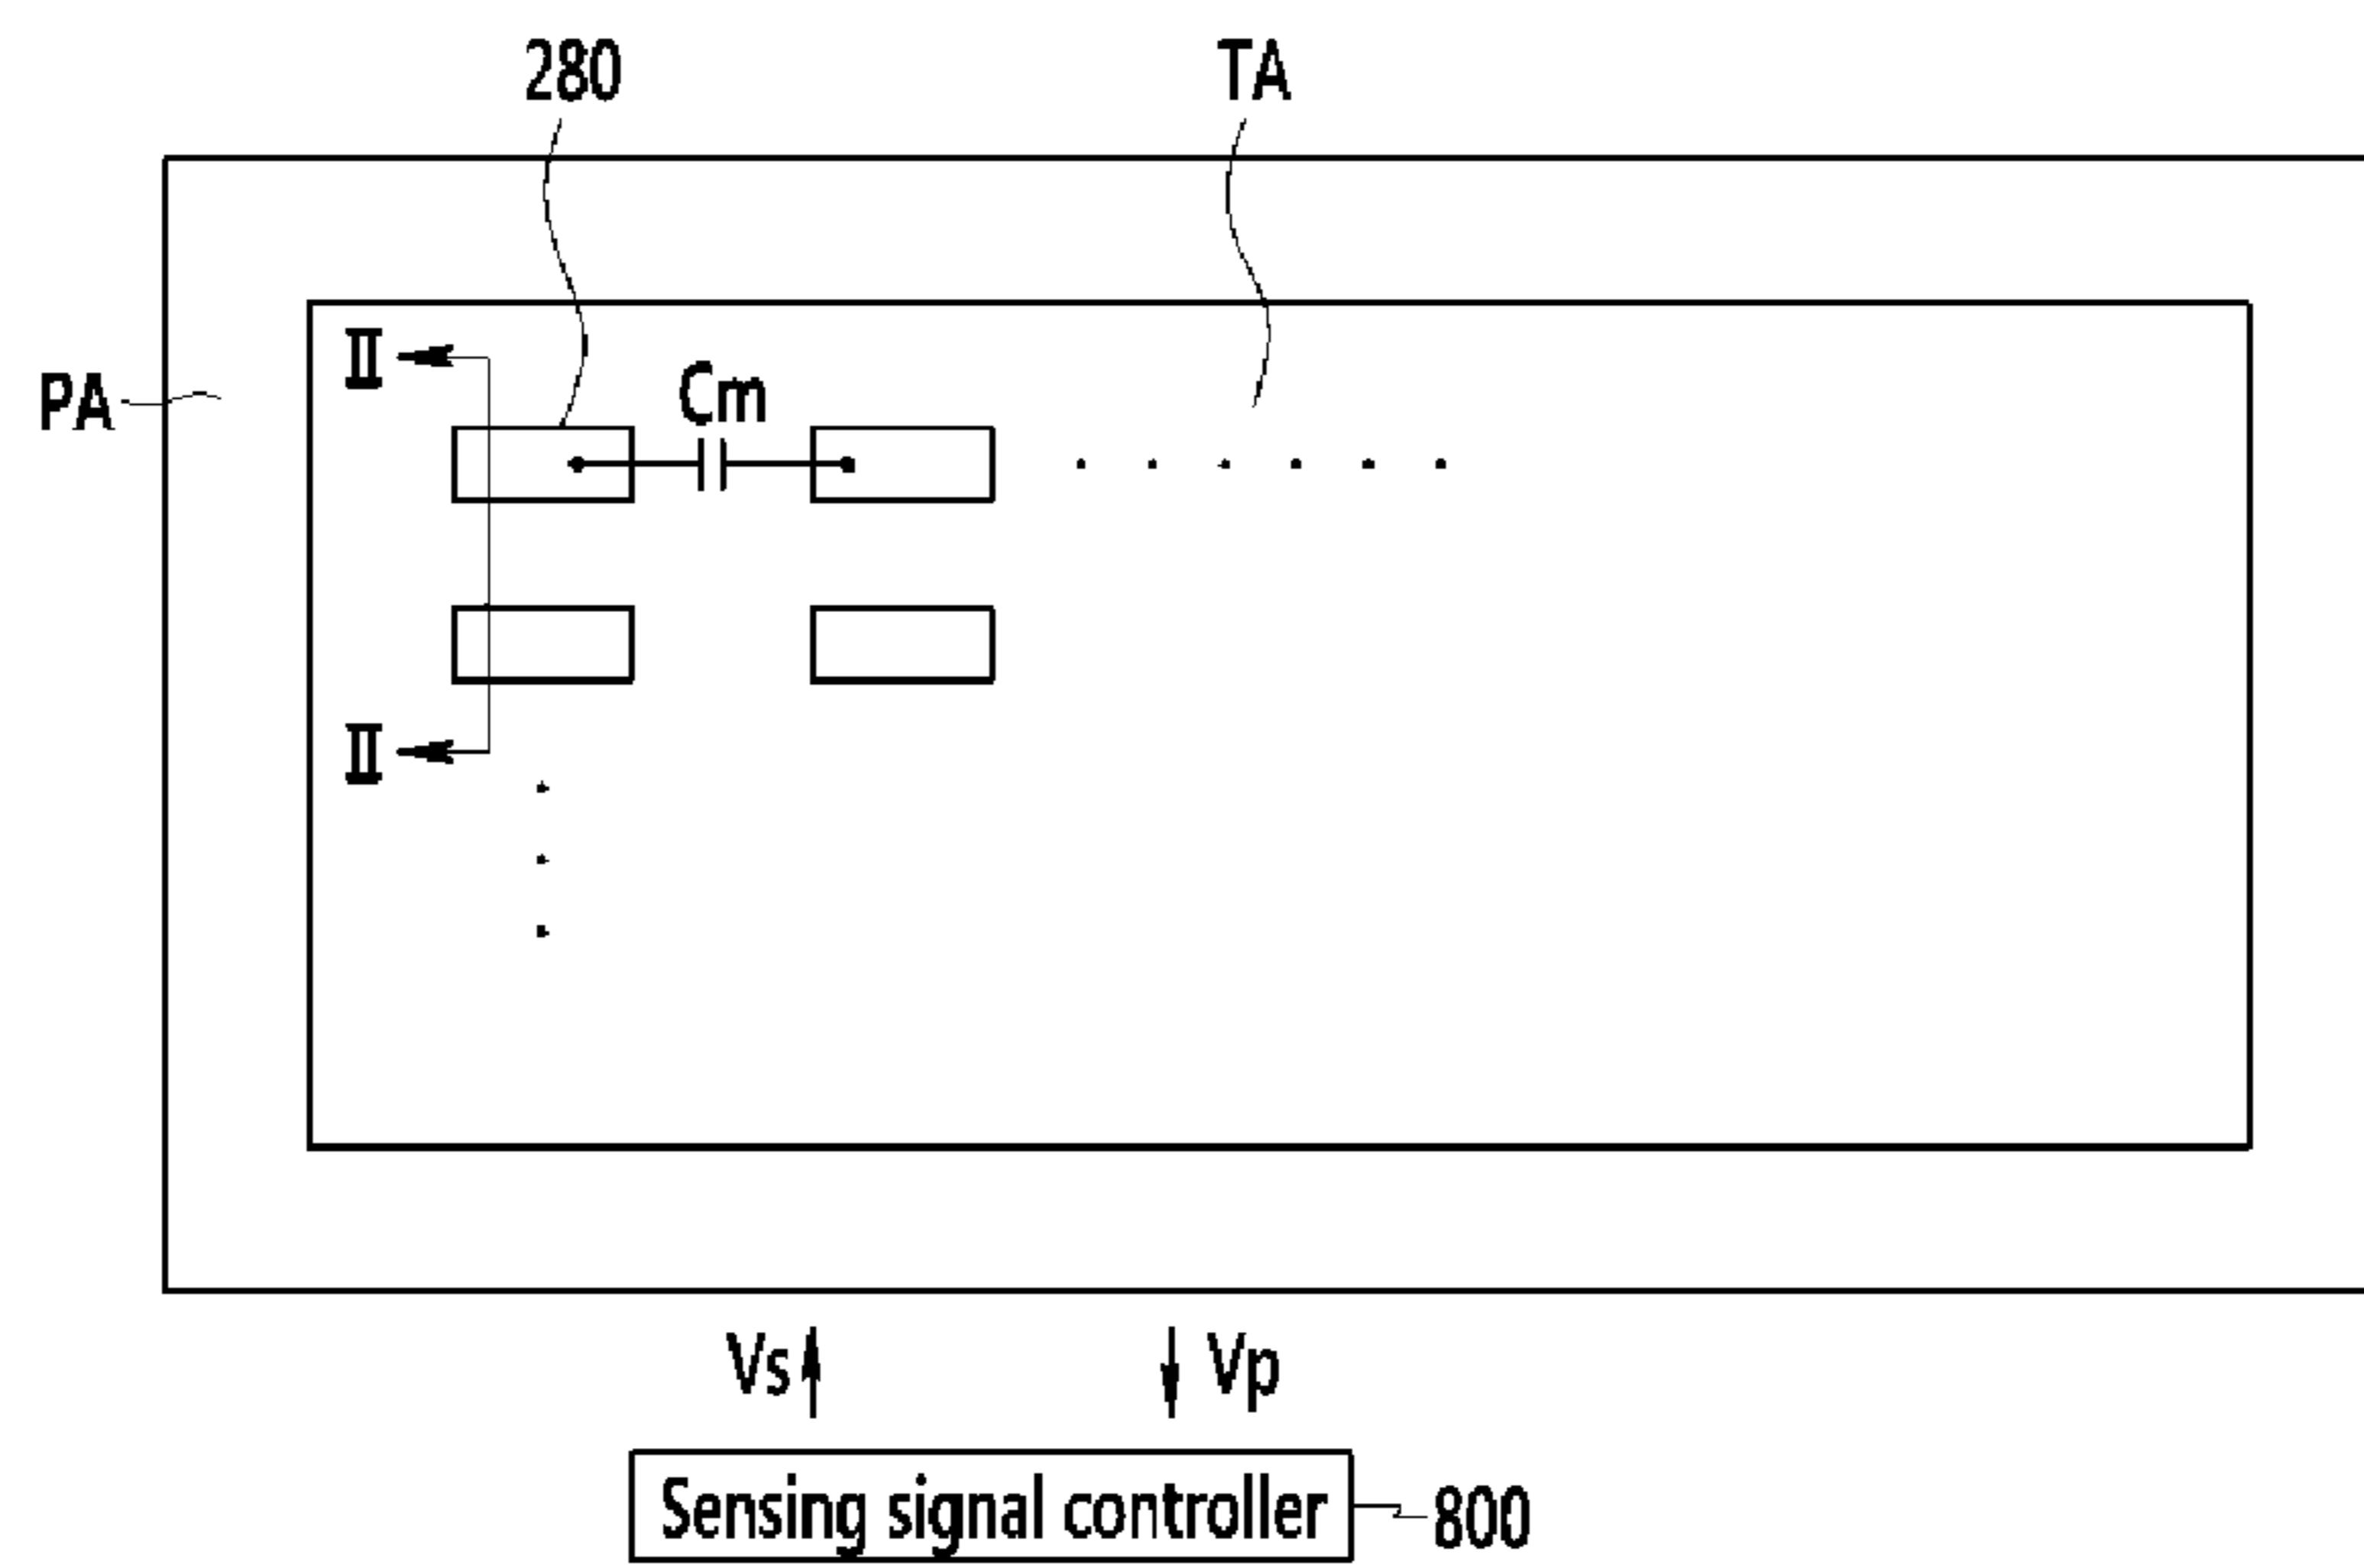 280
TA
II
PA
Cm
II
Vs
Vp
Sensing signal controller
800